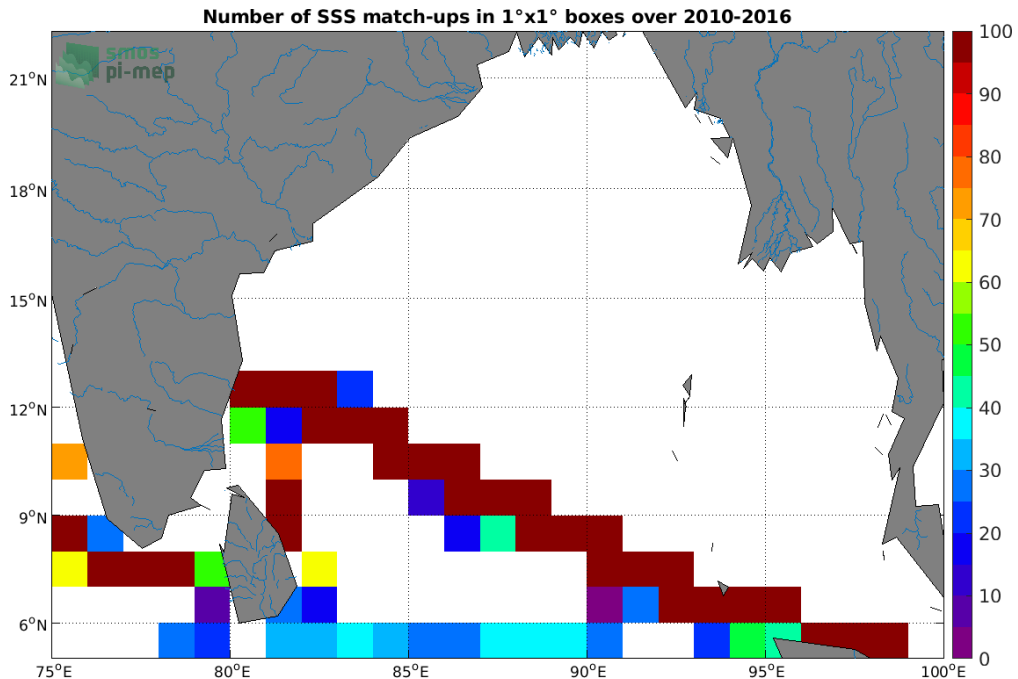 Number of SSS match-ups in 1°x1° boxes over 2010-2016
smos
pi-mep
21°N
18°N
15°N
12°N
9°N
6°N
75°E 80°E 85°E 90°E 95°E 100°E
100
90
80
70
60
50
40
30
20
10
0